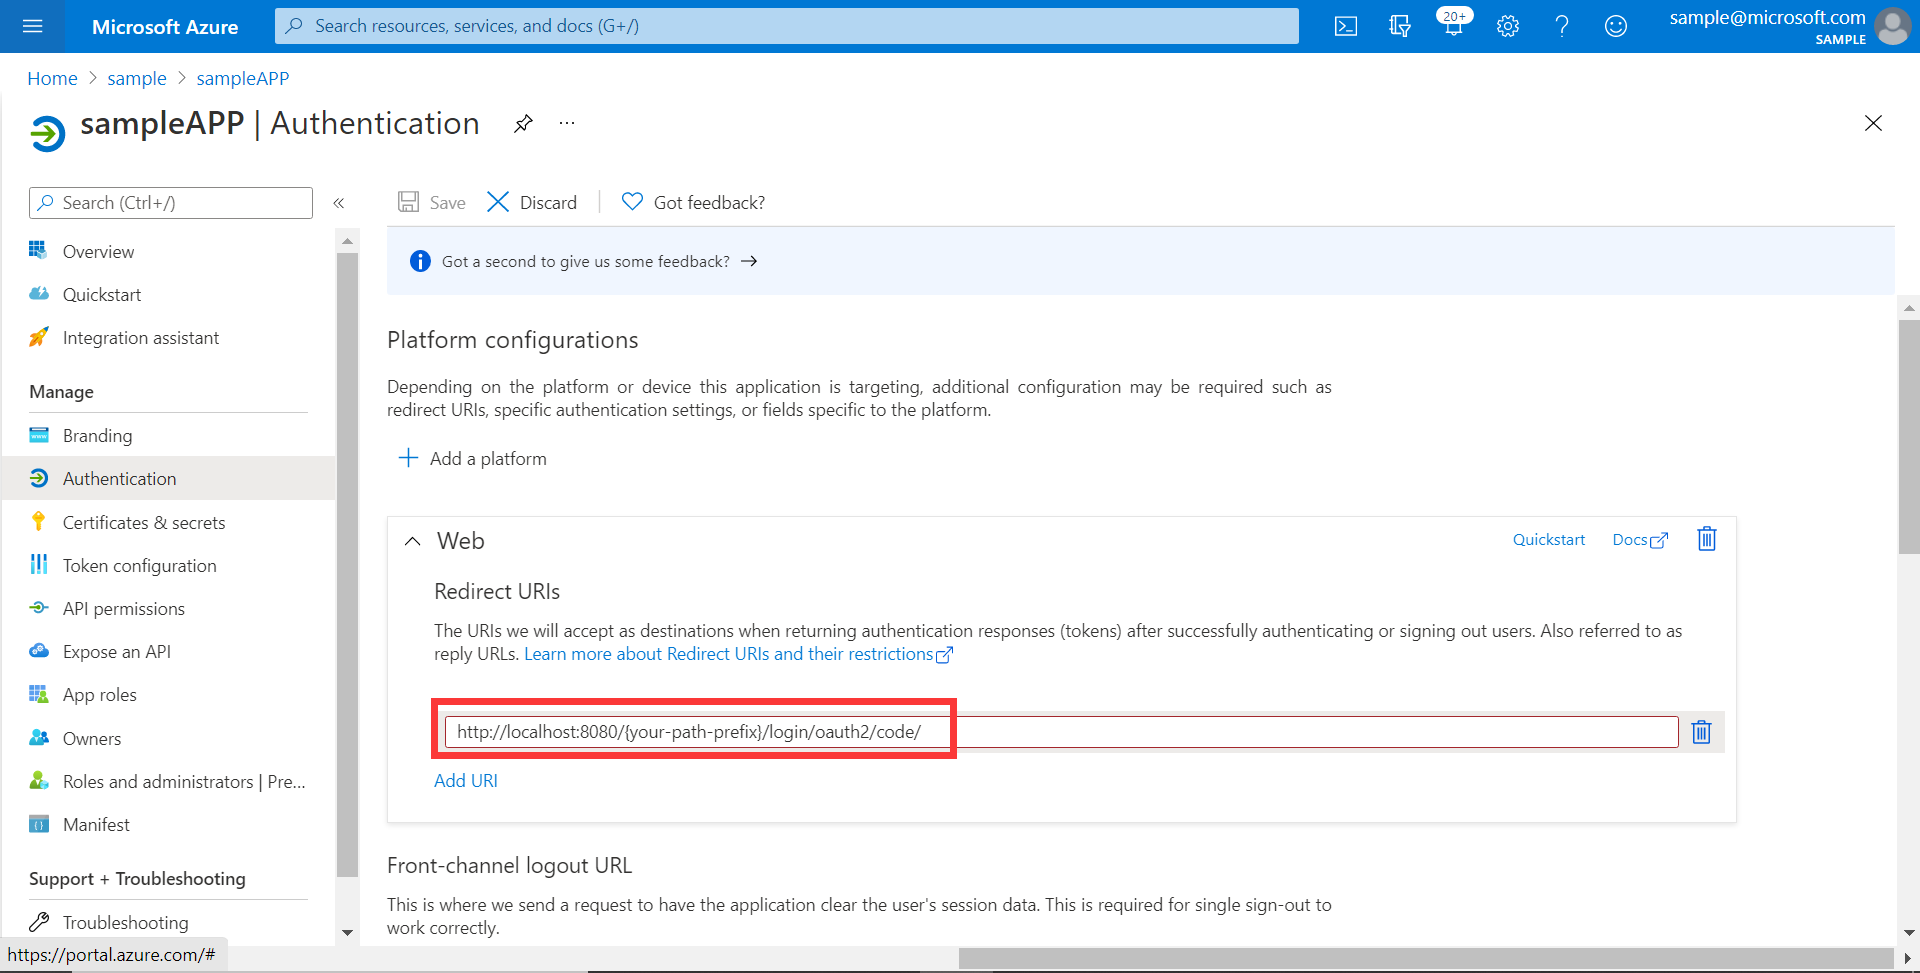 Microsoft Azure
Search resources, services, and docs (G+/)
20+
sample@microsoft.com
SAMPLE
Home > sample > sampleAPP
sampleAPP | Authentication
Search (Ctrl+/)
«
Save
Discard
Got feedback?
Overview
Quickstart
Integration assistant
Manage
Branding
Authentication
Certificates & secrets
Token configuration
API permissions
Expose an API
App roles
Owners
Roles and administrators | Pre...
Manifest
Support + Troubleshooting
Troubleshooting
https://portal.azure.com/#
Got a second to give us some feedback? →
Platform configurations
Depending on the platform or device this application is targeting, additional configuration may be required such as
redirect URIs, specific authentication settings, or fields specific to the platform.
Add a platform
Web
Quickstart
Docs
Redirect URIs
The URIs we will accept as destinations when returning authentication responses (tokens) after successfully authenticating or signing out users. Also referred to as
reply URLs. Learn more about Redirect URIs and their restrictions
http://localhost:8080/{your-path-prefix}/login/oauth2/code/
Add URI
Front-channel logout URL
This is where we send a request to have the application clear the user's session data. This is required for single sign-out to
work correctly.